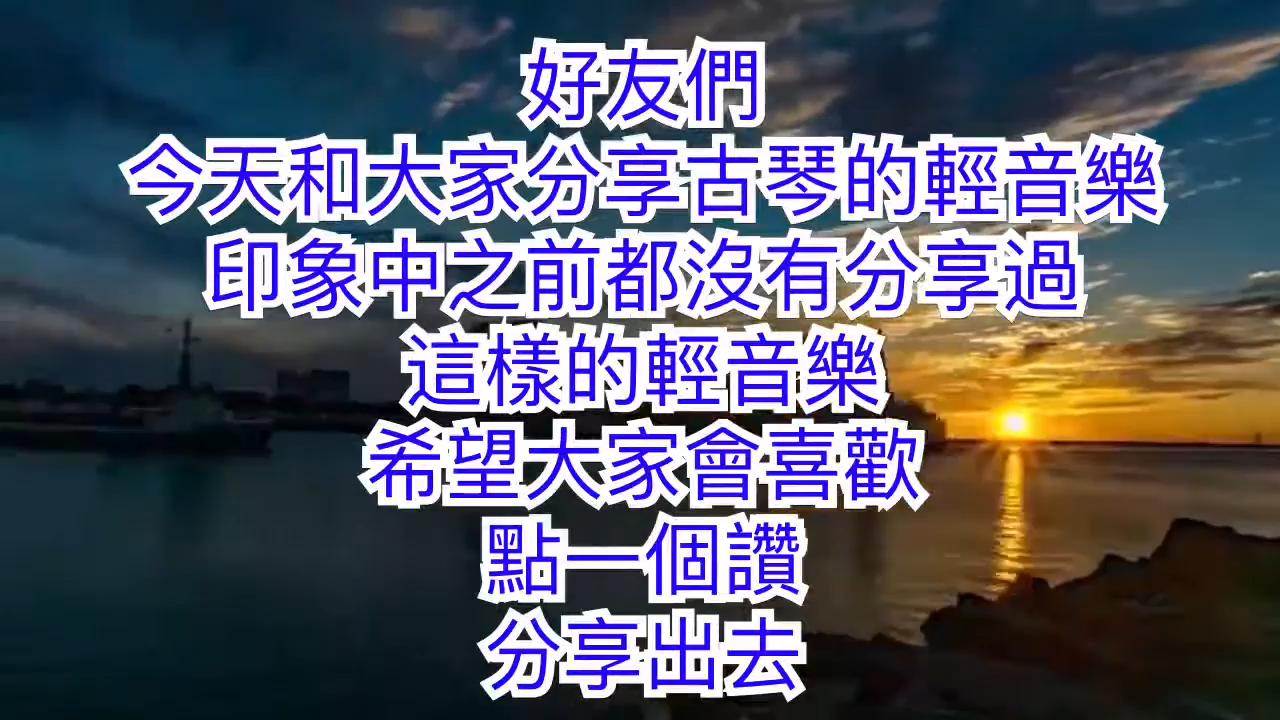 好友們
今天和大家分享古琴的輕音樂
印象中之前都沒有分享過
這樣的輕音樂
希望大家會喜歡
點一個讚
分享出去